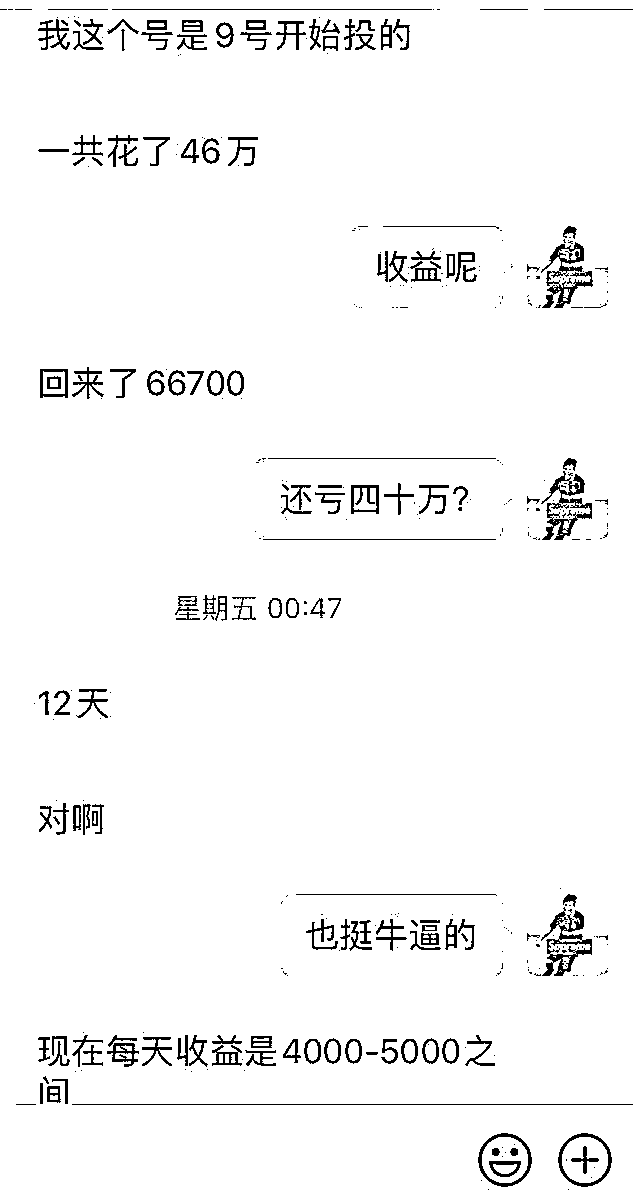 我这个号是9号开始投的
一共花了46万
收益呢
回来了66700
还亏四十万?
星期五 00:47
12天
对啊
也挺牛逼的
现在每天收益是4000-5000之
间